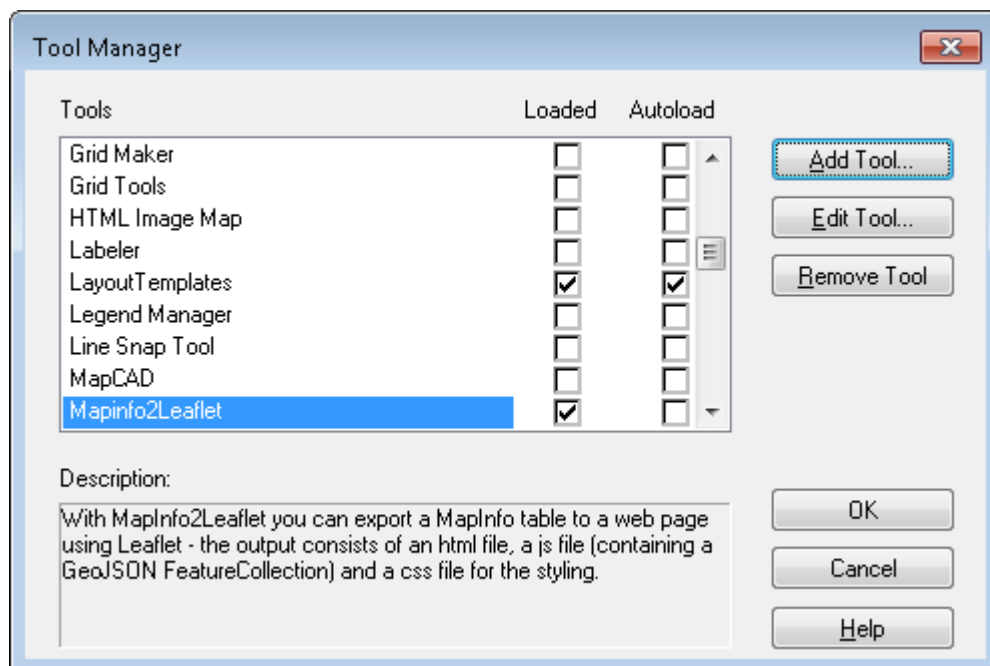 Tool Manager
Tools Loaded Autoload
Grid Maker
Grid Tools
HTML Image Map
Labeler
LayoutTemplates
Legend Manager
Line Snap Tool
MapCAD
Mapinfo2Leaflet
Add Tool...
Edit Tool...
Remove Tool
Description:
With MapInfo2Leaflet you can export a MapInfo table to a web page
using Leaflet - the output consists of an html file, a js file (containing a
GeoJSON FeatureCollection) and a css file for the styling.
OK
Cancel
Help